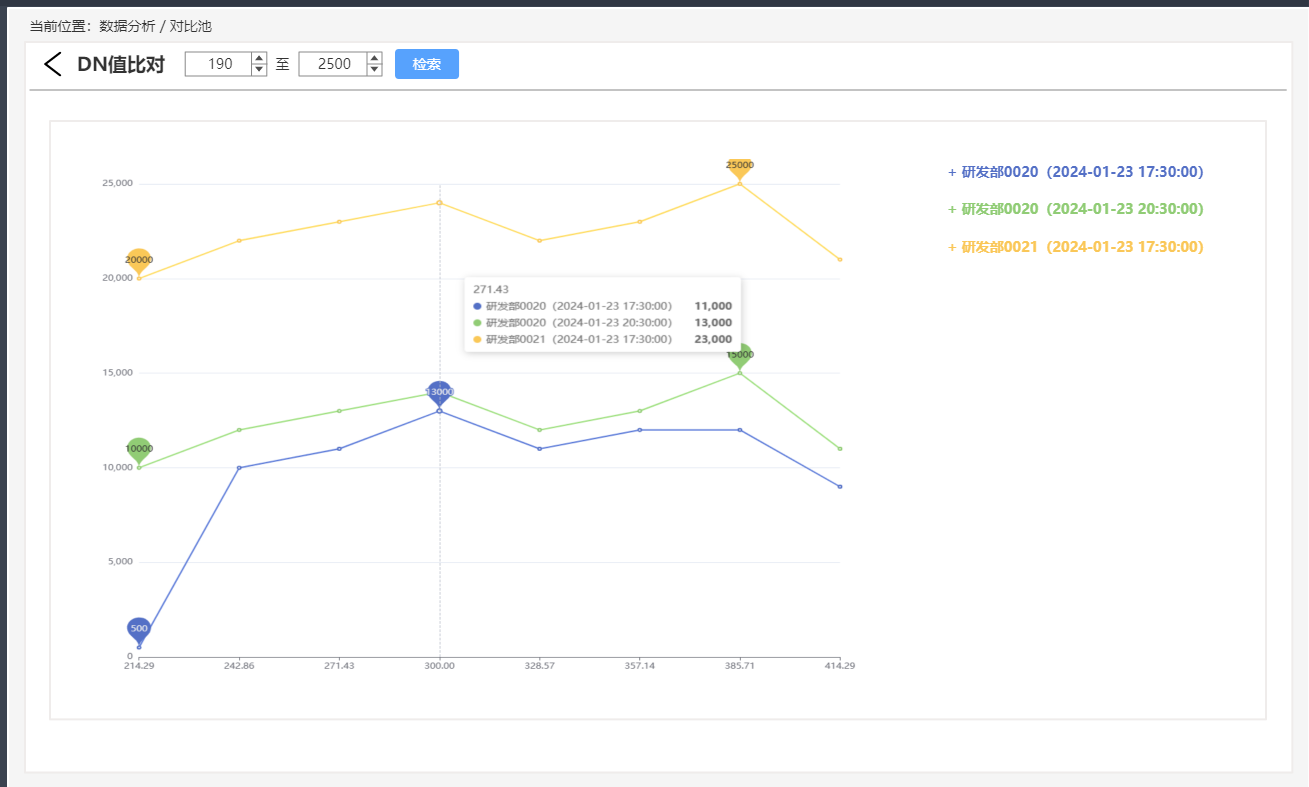 当前位置：数据分析 / 对比池
DN值比对 190 至 2500 检索
+ 研发部0020（2024-01-23 17:30:00）
+ 研发部0020（2024-01-23 20:30:00）
+ 研发部0021（2024-01-23 17:30:00）
25000
25,000
20000
20,000
271.43
研发部0020（2024-01-23 17:30:00） 11,000
研发部0020（2024-01-23 20:30:00） 13,000
研发部0021（2024-01-23 17:30:00） 23,000
15000
15,000
13000
10000
10,000
5,000
500
0
214.29 242.86 271.43 300.00 328.57 357.14 385.71 414.29